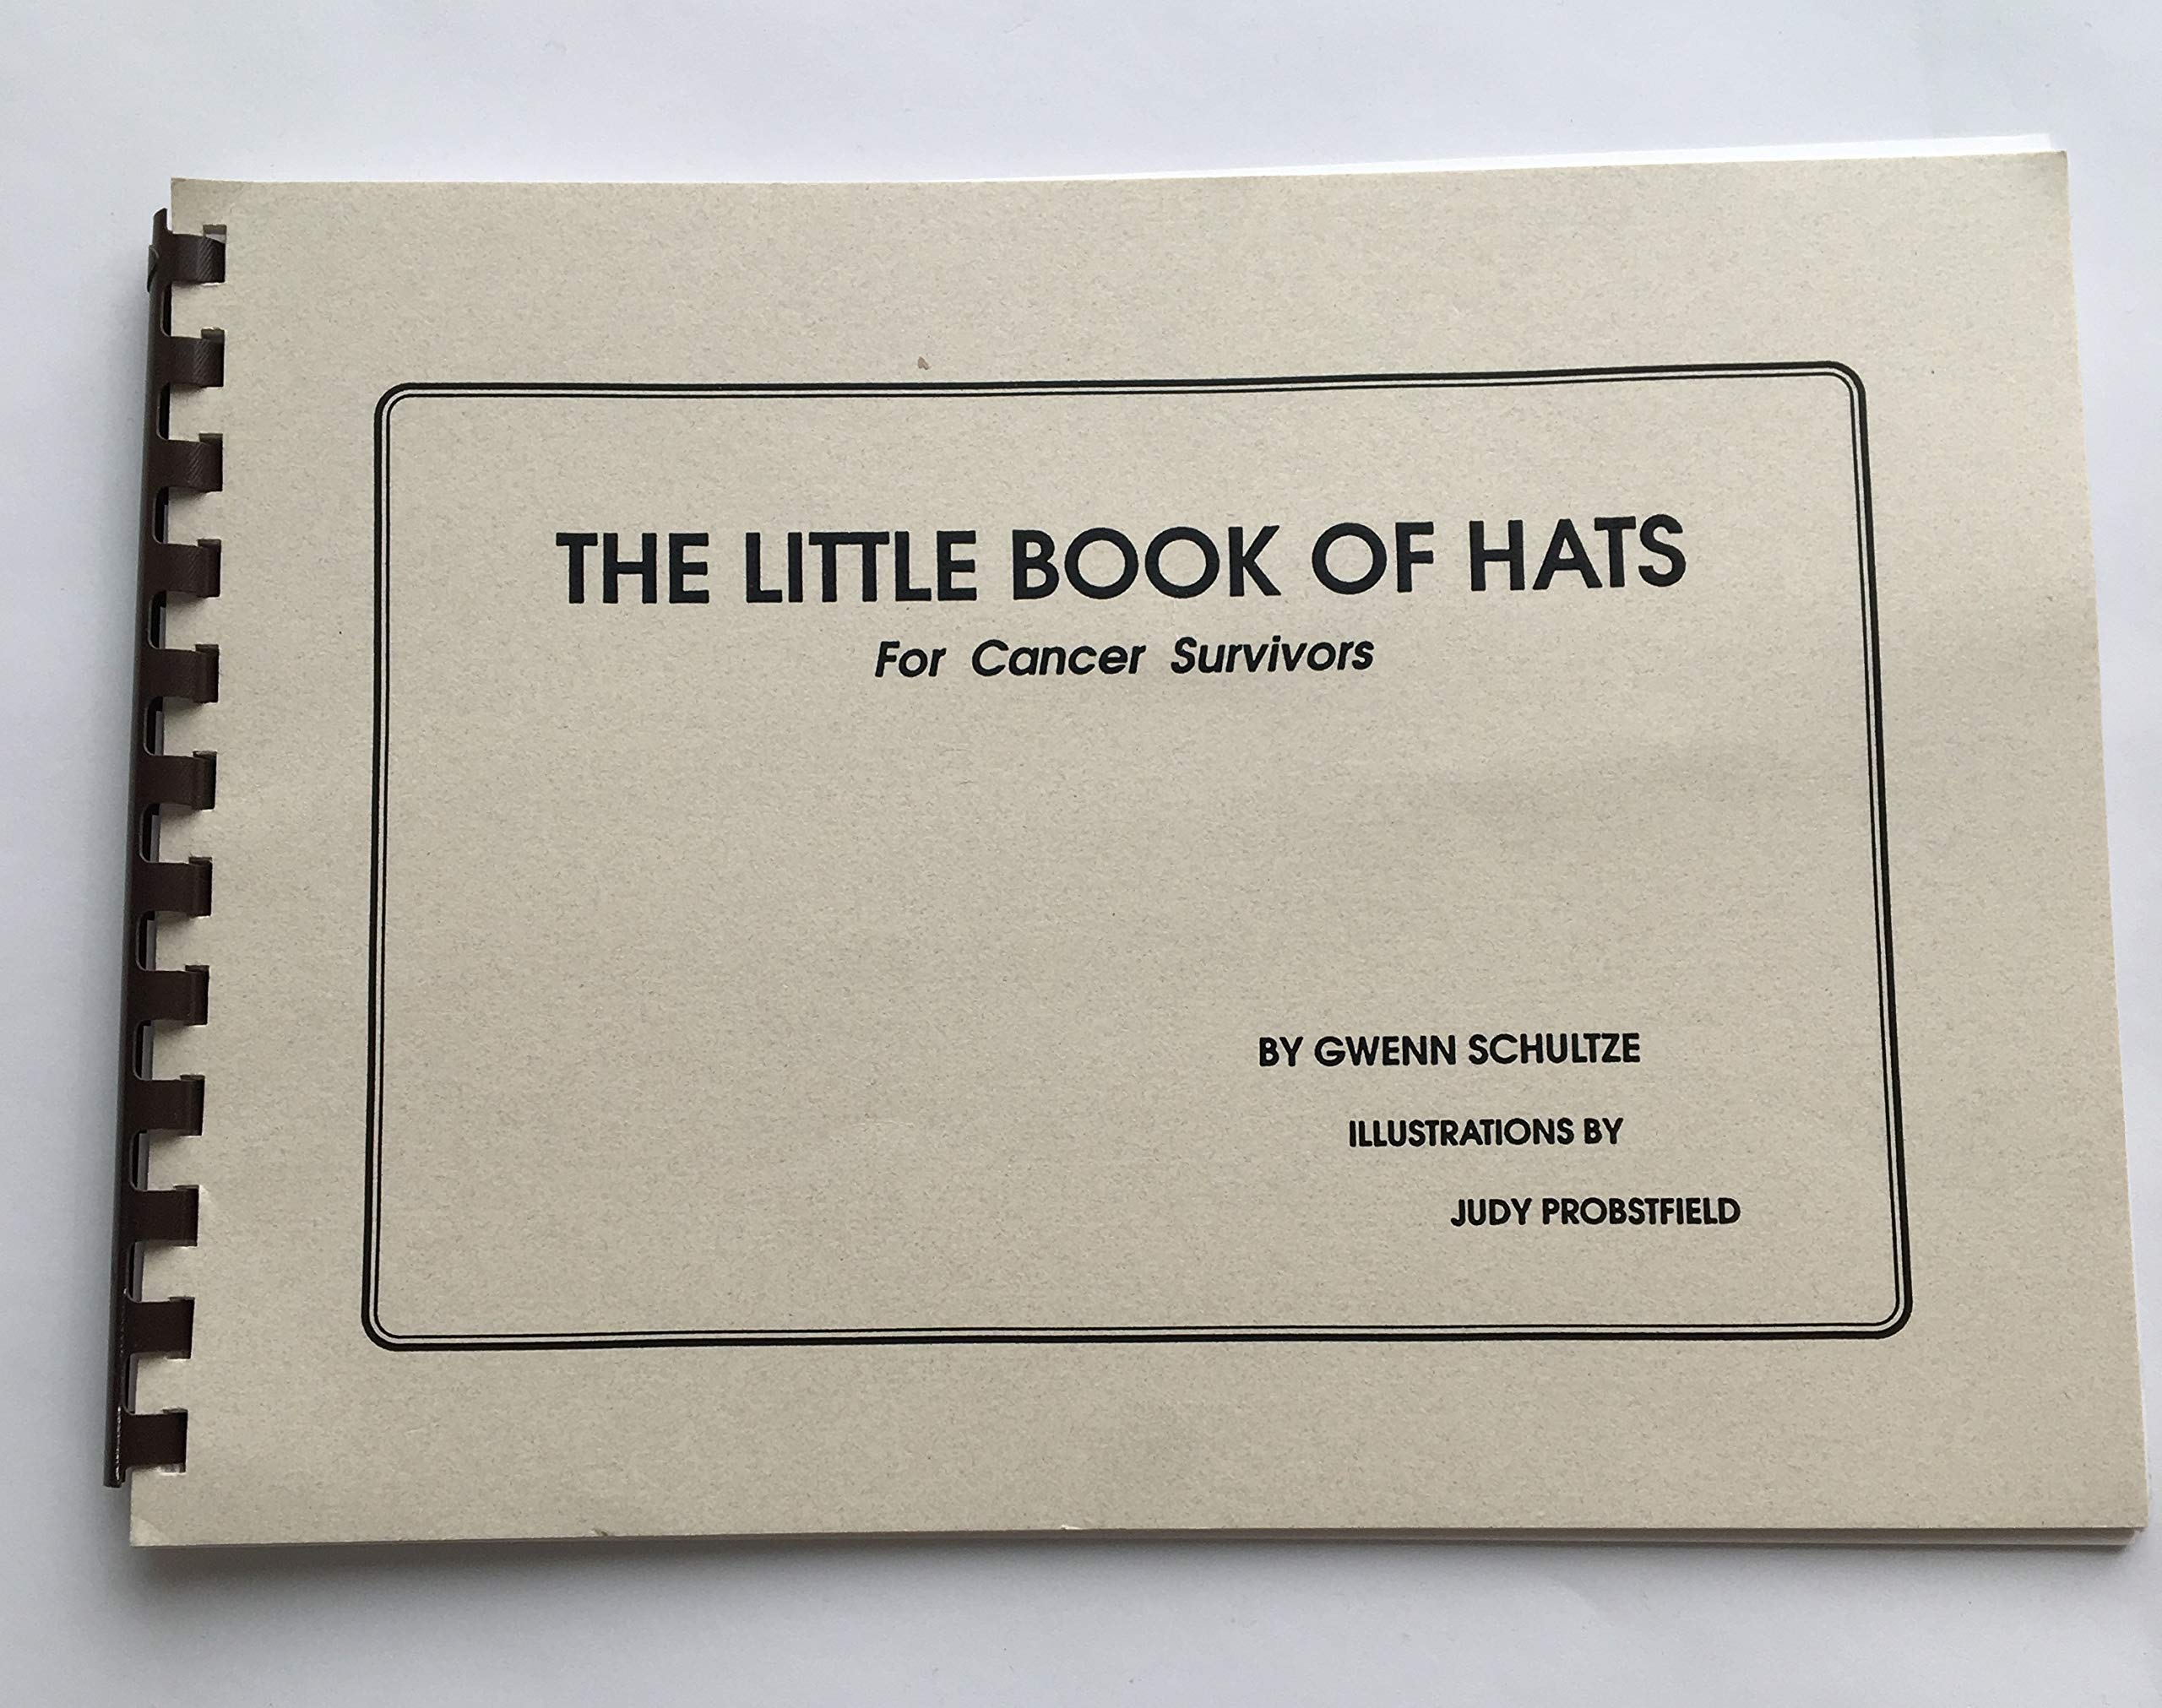 THE LITTLE BOOK OF HATS
For Cancer Survivors
BY GWENN SCHULTZE
ILLUSTRATIONS BY
JUDY PROBSTFIELD